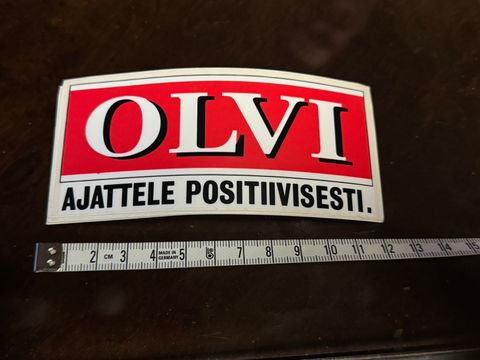 OLVI
AJATTELE POSITIIVISESTI.
2 CM 3 4 MADE IN GERMANY 5 6 7 8 9 10 11 12 13 14 15